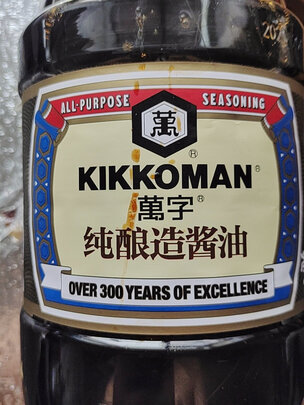 ALL-PURPOSE SEASONING
萬
®
KIKKOMAN®
萬字®
纯酿造酱油
OVER 300 YEARS OF EXCELLENCE